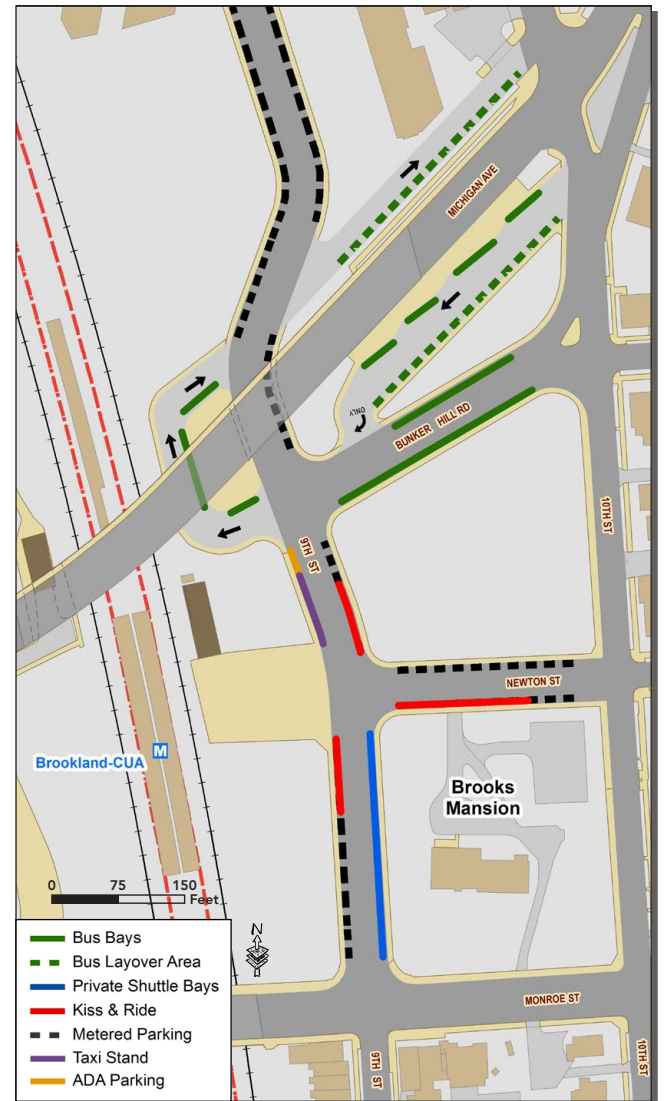 MICHIGAN AVE
ONLY
BUNKER HILL RD
10TH ST
9TH ST
NEWTON ST
M
Brookland-CUA
Brooks
Mansion
0 75 150
Feet
N
Bus Bays
Bus Layover Area
Private Shuttle Bays
Kiss & Ride
Metered Parking
Taxi Stand
ADA Parking
MONROE ST
9TH ST
10TH ST